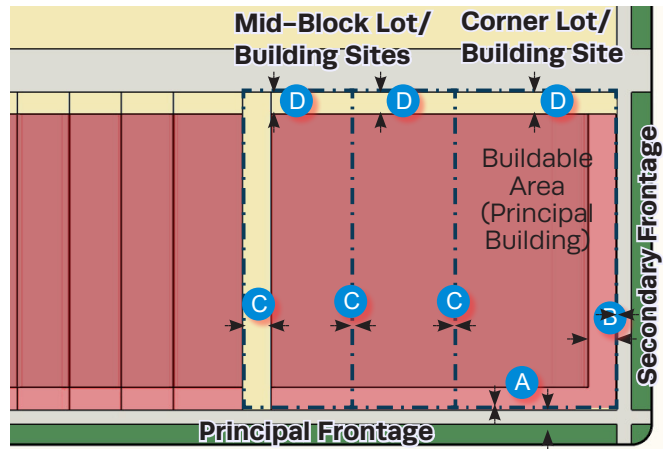 Mid–Block Lot/
Building Sites
Corner Lot/
Building Site
D
D
D
Buildable
Area
(Principal
Building)
Secondary Frontage
C
C
C
B
A
Principal Frontage